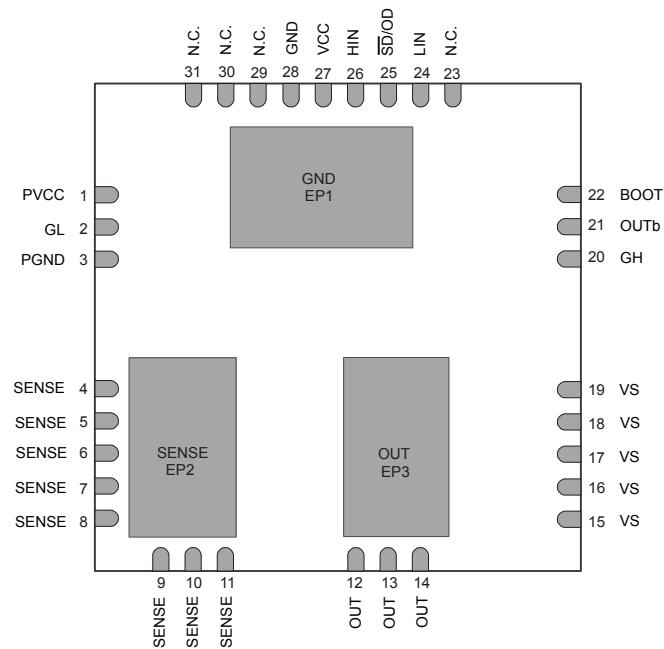 N.C.
N.C.
N.C.
GND
VCC
HIN
S̅D̅/OD
LIN
N.C.
31 30 29 28 27 26 25 24 23
GND
EP1
PVCC 1
GL 2
PGND 3
22 BOOT
21 OUTb
20 GH
SENSE 4
SENSE 5
SENSE 6
SENSE 7
SENSE 8
SENSE
EP2
OUT
EP3
19 VS
18 VS
17 VS
16 VS
15 VS
9 10 11 12 13 14
SENSE
SENSE
SENSE
OUT
OUT
OUT